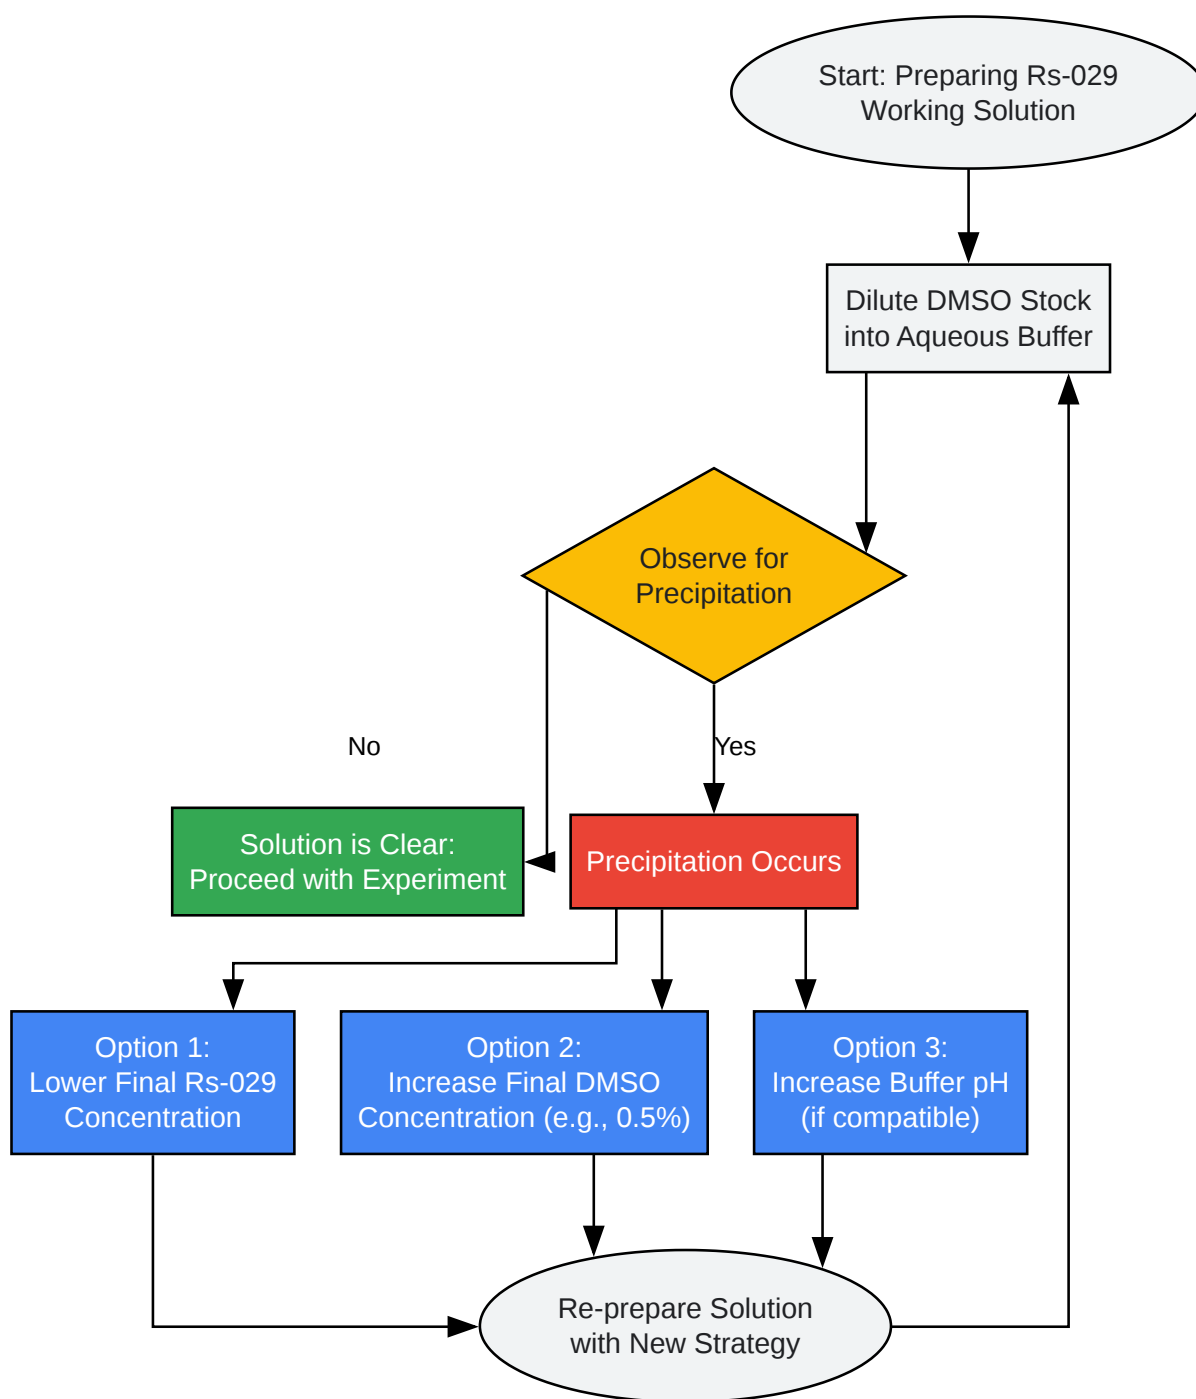 Start: Preparing Rs-029
Working Solution
Dilute DMSO Stock
into Aqueous Buffer
Observe for
Precipitation
No
Yes
Solution is Clear:
Proceed with Experiment
Precipitation Occurs
Option 1:
Lower Final Rs-029
Concentration
Option 2:
Increase Final DMSO
Concentration (e.g., 0.5%)
Option 3:
Increase Buffer pH
(if compatible)
Re-prepare Solution
with New Strategy